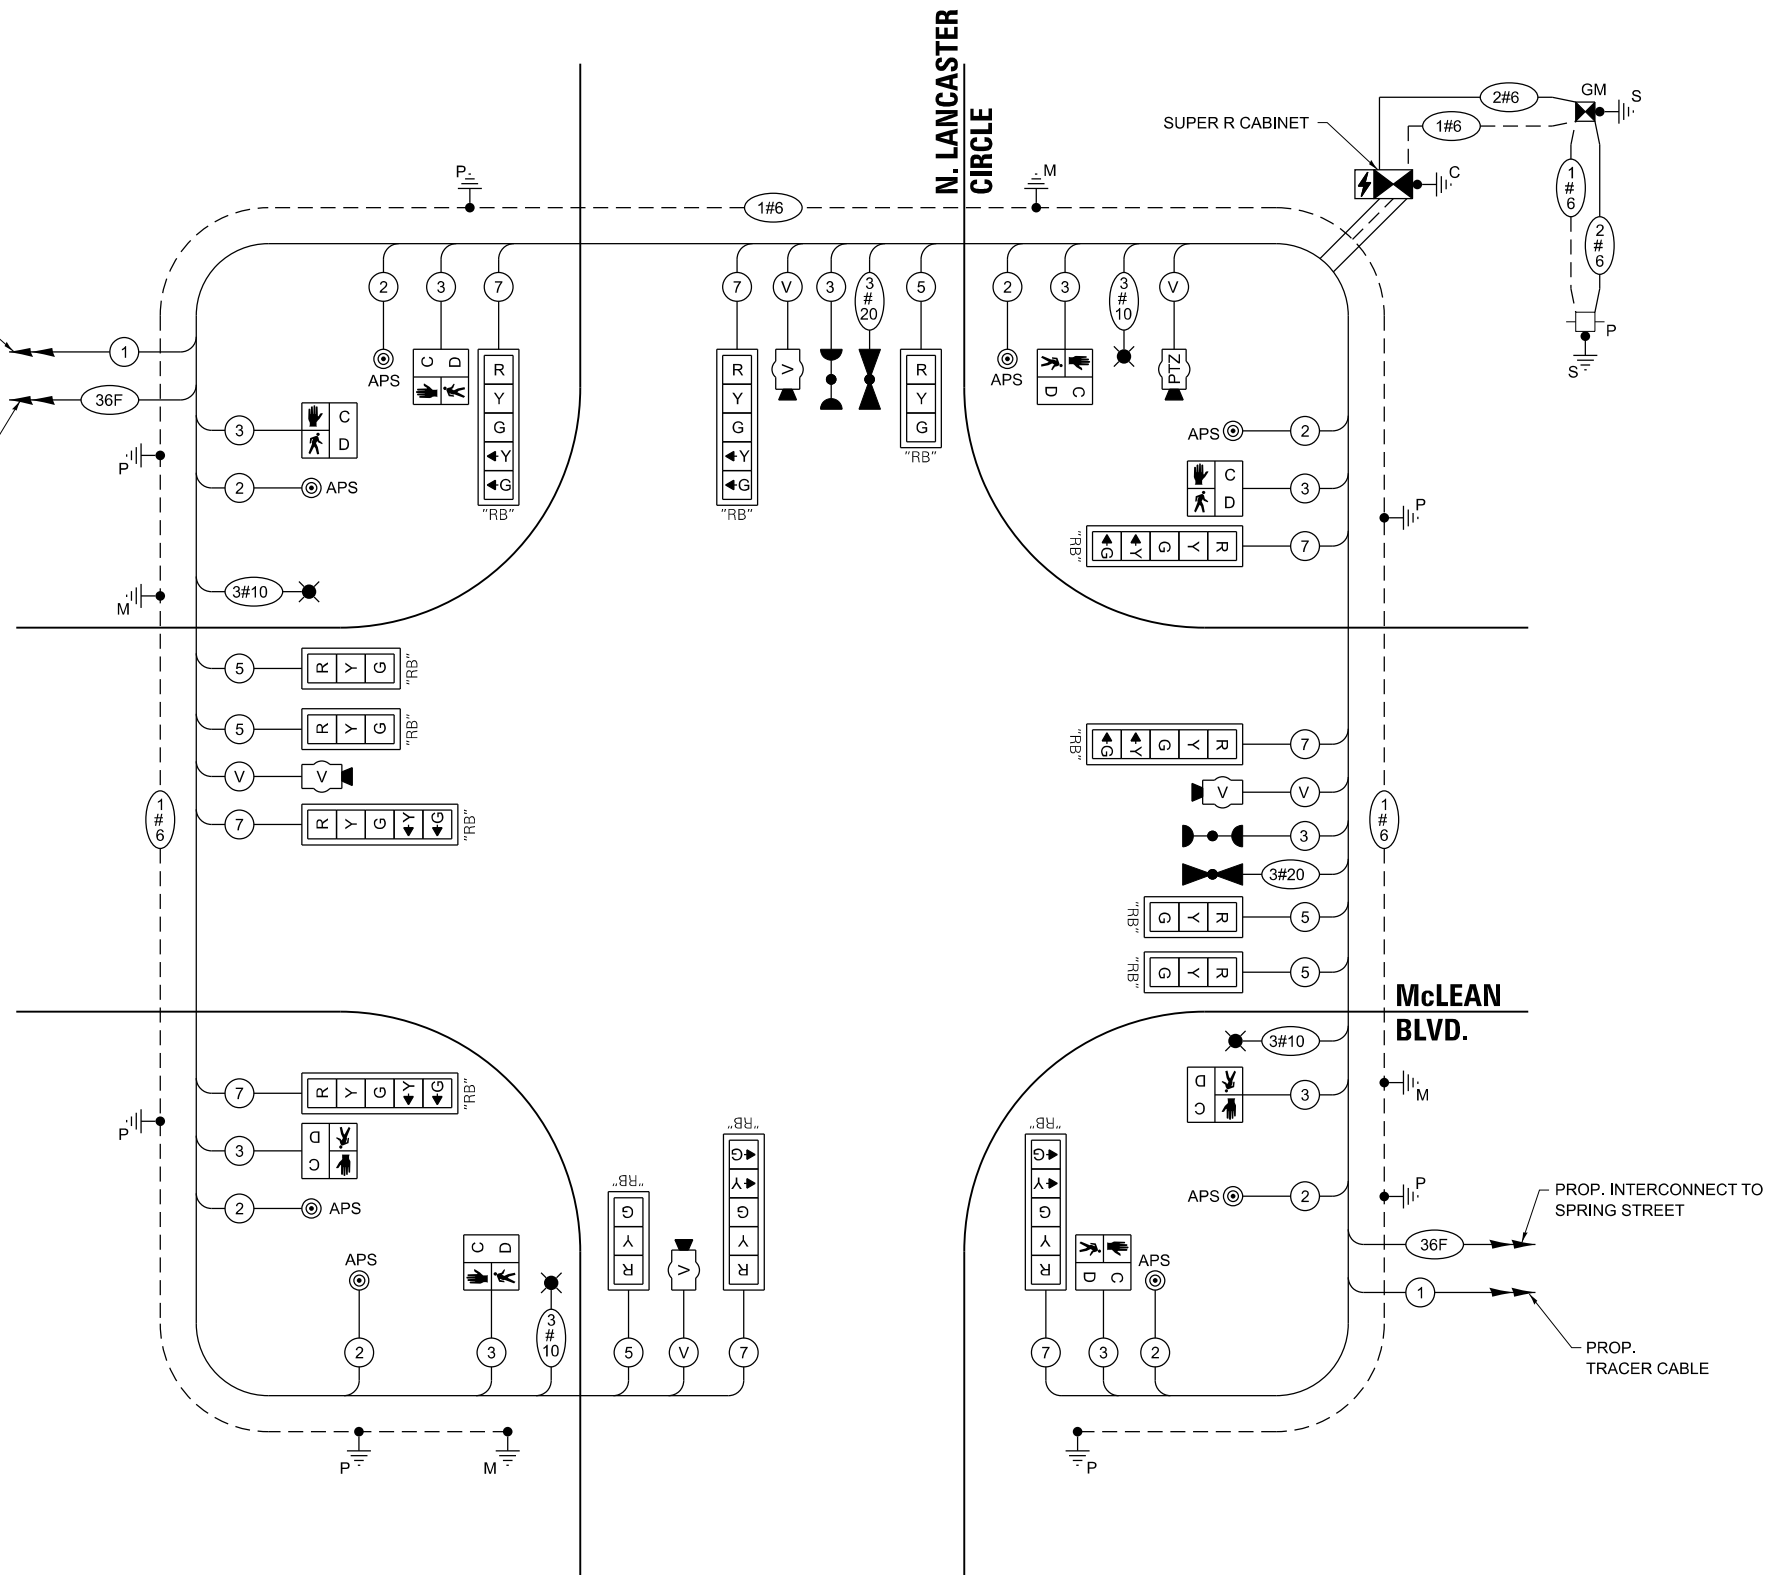 N. LANCASTER
CIRCLE
SUPER R CABINET
2#6
GM
S
1#6
C
1
#
6
2
#
6
P
S
P
M
1#6
2
3
7
7
V
3
3
#
20
5
2
3
3
#
10
V
APS
C D
R
Y
G
Y
G
"RB"
R
Y
G
Y
G
"RB"
V
R
Y
G
"RB"
APS
D C
PTZ
1
36F
3
C
D
2
APS
P
M
3#10
APS
2
C
D
3
"RB"
G Y G Y R
7
P
5
R Y G
"RB"
5
R Y G
"RB"
V
V
7
R Y G Y G
"RB"
1
#
6
"RB"
G Y G Y R
7
V
V
3
3#20
"RB"
G Y R
5
"RB"
G Y R
5
1
#
6
McLEAN
BLVD.
3#10
D
C
3
M
APS
2
P
7
R Y G Y G
"RB"
P
3
D
C
2
APS
APS
2
C D
3
3
#
10
"RB"
G
Y
R
5
V
V
"RB"
G
Y
G
Y
R
7
"RB"
G
Y
G
Y
R
7
D C
3
APS
2
36F
PROP. INTERCONNECT TO
SPRING STREET
1
PROP.
TRACER CABLE
P
M
P